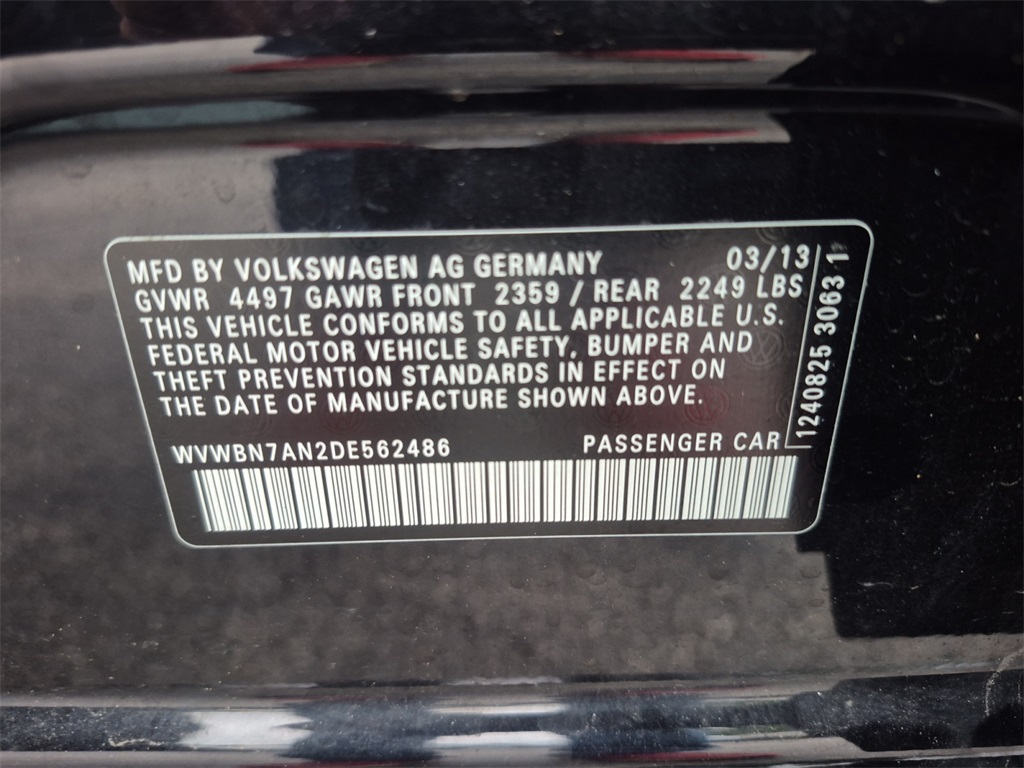 MFD BY VOLKSWAGEN AG GERMANY 03/13
GVWR 4497 GAWR FRONT 2359 / REAR 2249 LBS
THIS VEHICLE CONFORMS TO ALL APPLICABLE U.S.
FEDERAL MOTOR VEHICLE SAFETY, BUMPER AND
THEFT PREVENTION STANDARDS IN EFFECT ON
THE DATE OF MANUFACTURE SHOWN ABOVE.
WVWBN7AN2DE562486 PASSENGER CAR
1240825 3063 1